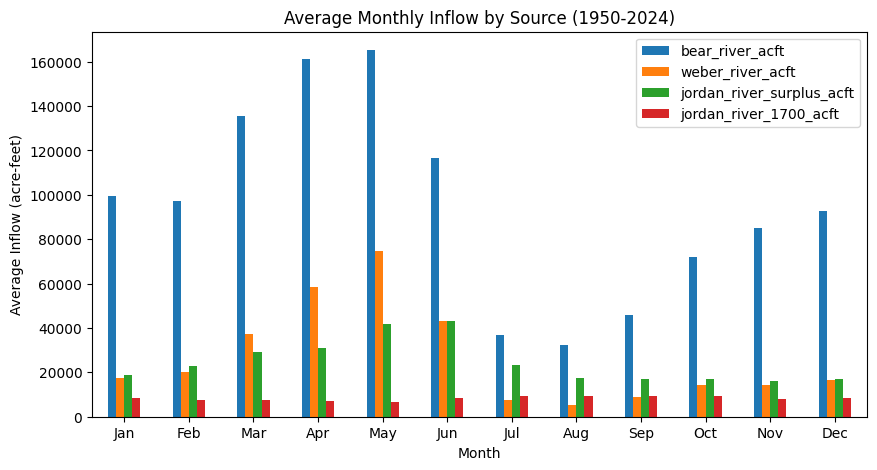 Average Monthly Inflow by Source (1950-2024)
bear_river_acft
weber_river_acft
jordan_river_surplus_acft
jordan_river_1700_acft
Average Inflow (acre-feet)
160000
140000
120000
100000
80000
60000
40000
20000
0
Jan Feb Mar Apr May Jun Jul Aug Sep Oct Nov Dec
Month